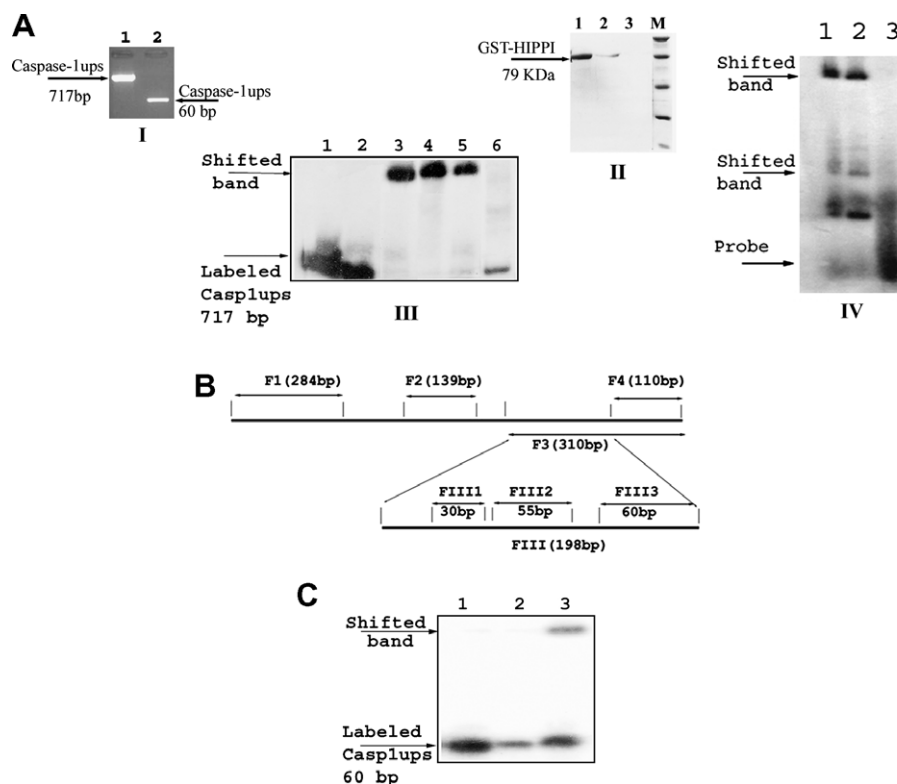 A
1 2
Caspase-1ups
717bp
Caspase-1ups
60 bp
I
1 2 3 M
GST-HIPPI
79 KDa
II
1 2 3 4 5 6
Shifted
band
Labeled
Casp1ups
717 bp
III
1 2 3
Shifted
band
Shifted
band
Probe
IV
B
F1(284bp) F2(139bp) F4(110bp)
F3(310bp)
FIII1 FIII2 FIII3
30bp 55bp 60bp
FIII(198bp)
C
1 2 3
Shifted
band
Labeled
Casp1ups
60 bp